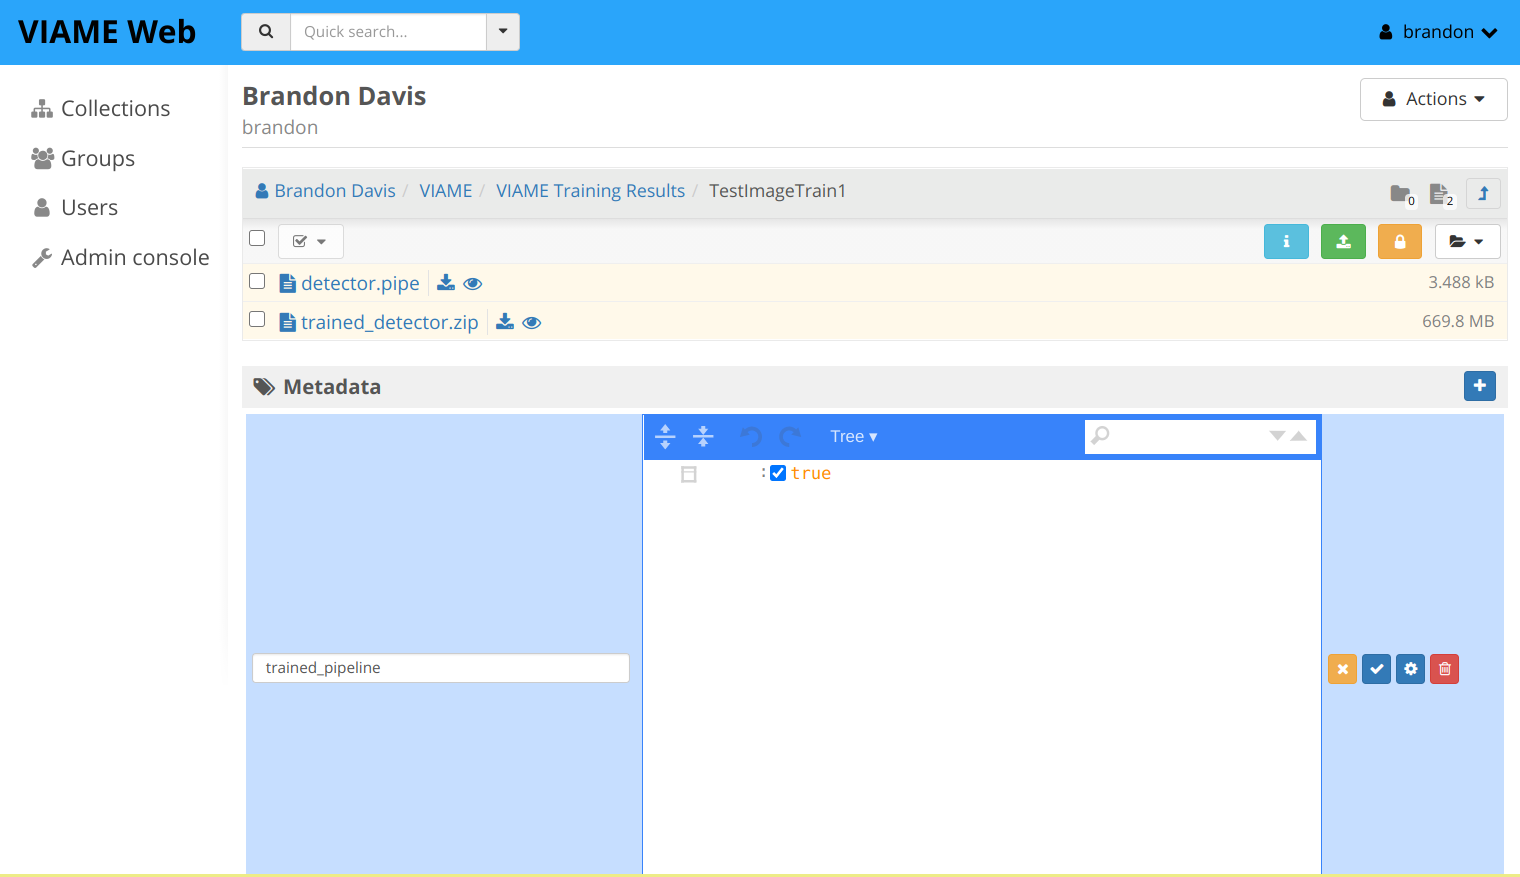 VIAME Web
Quick search...
brandon
Collections
Groups
Users
Admin console
Brandon Davis
brandon
Actions
Brandon Davis / VIAME / VIAME Training Results / TestImageTrain1
0
2
detector.pipe
3.488 kB
trained_detector.zip
669.8 MB
Metadata
Tree ▾
: true
trained_pipeline